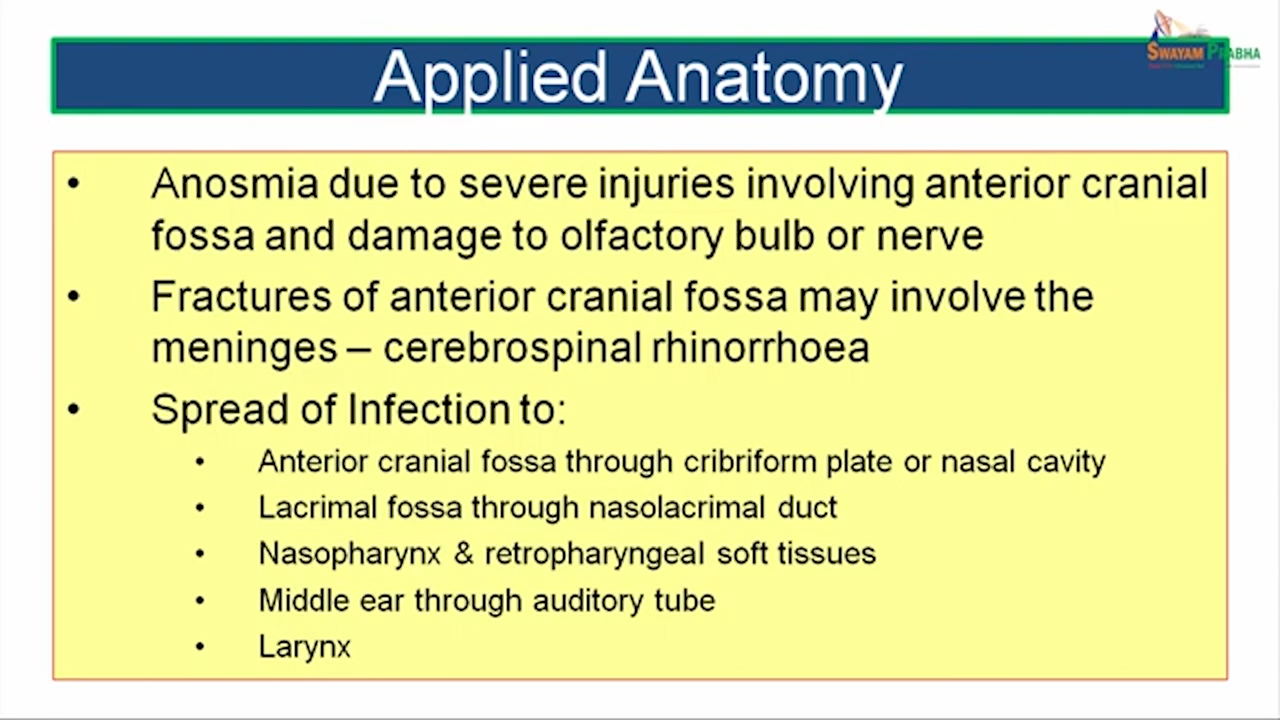 SWAYAM PRABHA
Applied Anatomy
• Anosmia due to severe injuries involving anterior cranial
fossa and damage to olfactory bulb or nerve
• Fractures of anterior cranial fossa may involve the
meninges – cerebrospinal rhinorrhoea
• Spread of Infection to:
• Anterior cranial fossa through cribriform plate or nasal cavity
• Lacrimal fossa through nasolacrimal duct
• Nasopharynx & retropharyngeal soft tissues
• Middle ear through auditory tube
• Larynx